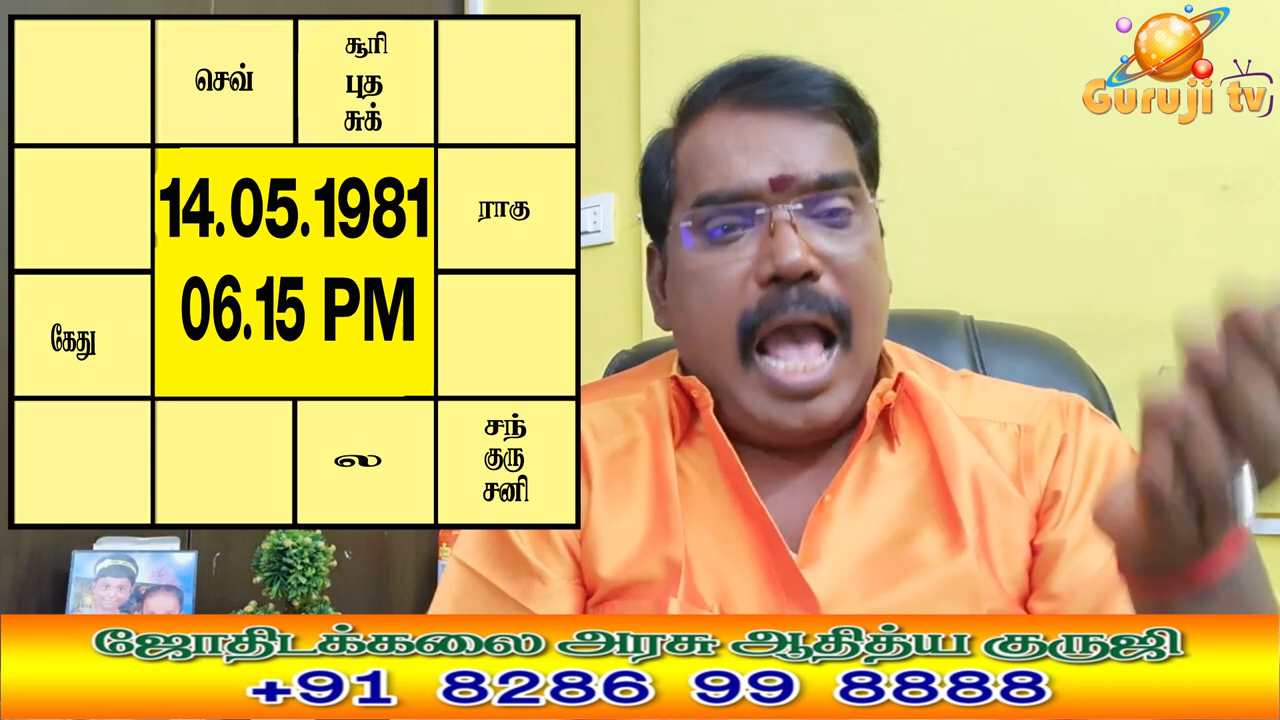 செவ்
சூரி
புத
சுக்
14.05.1981
06.15 PM
ராகு
கேது
ல
சந்
குரு
சனி
Guruji tv
ஜோதிடக்கலை அரசு ஆதித்ய குருஜி
+91 8286 99 8888